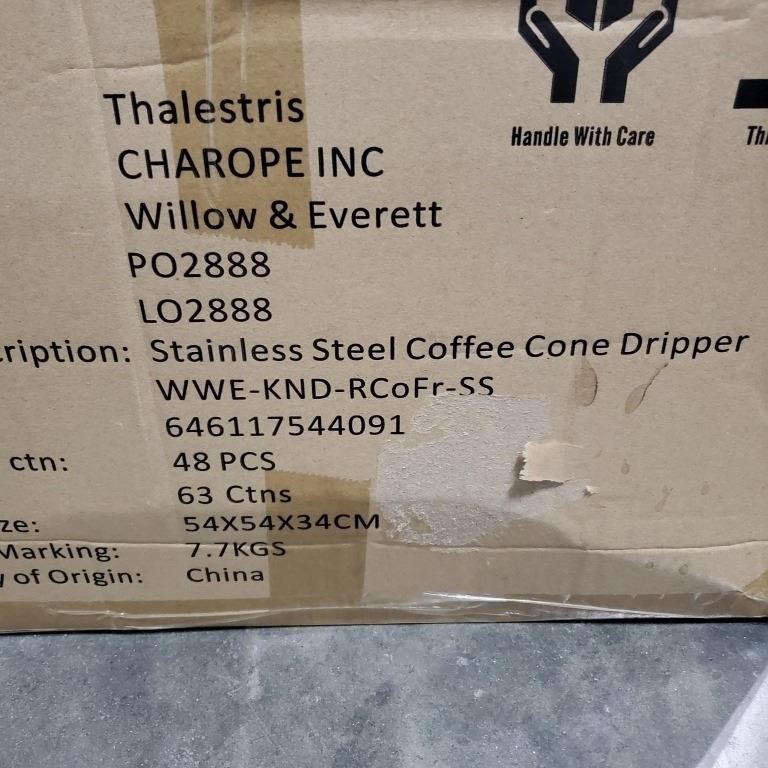 Thalestris
CHAROPE INC
Willow & Everett
PO2888
LO2888
ription: Stainless Steel Coffee Cone Dripper
WWE-KND-RCoFr-SS
646117544091
ctn: 48 PCS
63 Ctns
ze: 54X54X34CM
Marking: 7.7KGS
y of Origin: China
Handle With Care